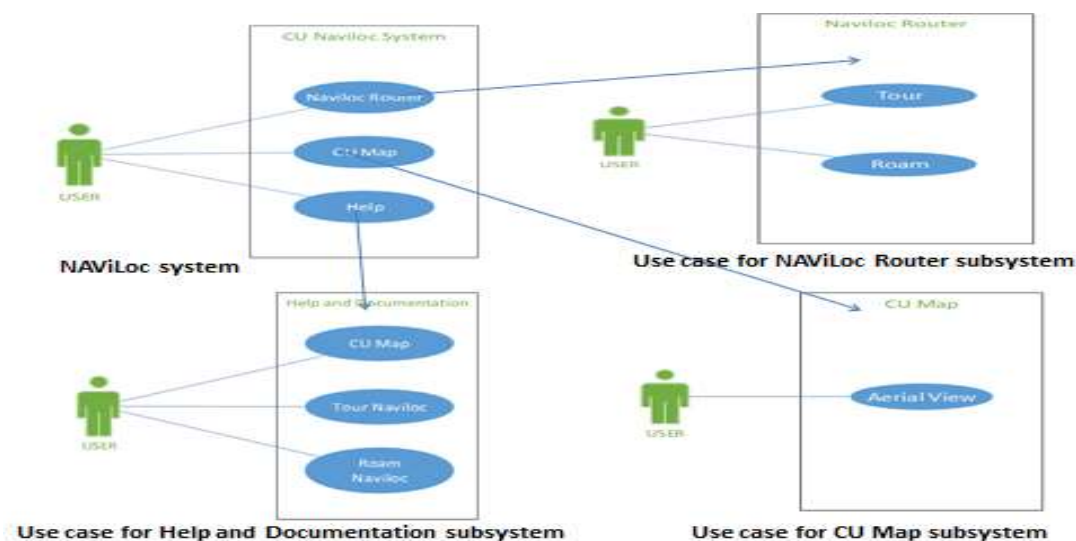 CU Naviloc System
Naviloc Router
CU Map
Help
USER
NAViLoc system
Naviloc Router
Tour
Roam
USER
Use case for NAViLoc Router subsystem
Help and Documentation
CU Map
Tour Naviloc
Roam
Naviloc
USER
Use case for Help and Documentation subsystem
CU Map
Aerial View
USER
Use case for CU Map subsystem